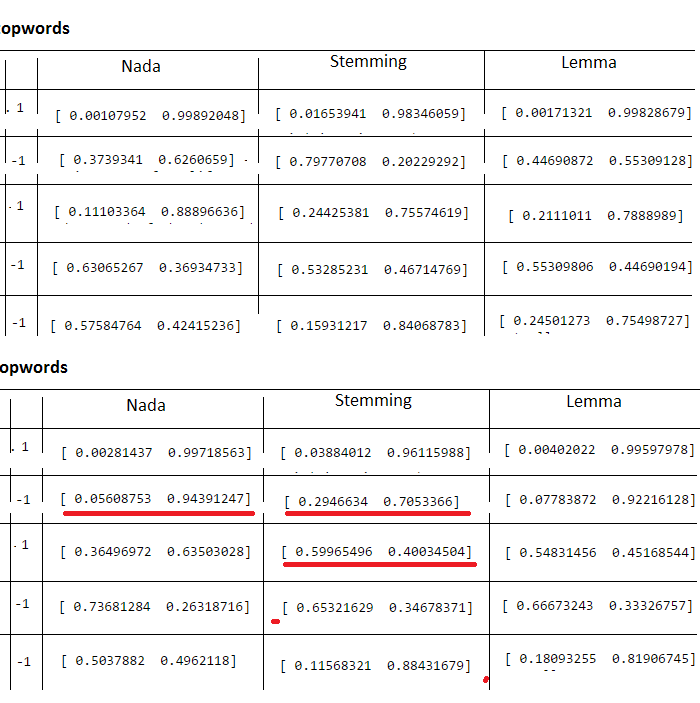 topwords
Nada Stemming Lemma
. 1 [ 0.00107952 0.99892048] [ 0.01653941 0.98346059] [ 0.00171321 0.99828679]
-1 [ 0.3739341 0.6260659] [ 0.79770708 0.20229292] [ 0.44690872 0.55309128]
. 1 [ 0.11103364 0.88896636] [ 0.24425381 0.75574619] [ 0.2111011 0.7888989]
-1 [ 0.63065267 0.36934733] [ 0.53285231 0.46714769] [ 0.55309806 0.44690194]
-1 [ 0.57584764 0.42415236] [ 0.15931217 0.84068783] [ 0.24501273 0.75498727]
opwords
Nada Stemming Lemma
. 1 [ 0.00281437 0.99718563] [ 0.03884012 0.96115988] [ 0.00402022 0.99597978]
-1 [ 0.05608753 0.94391247] [ 0.2946634 0.7053366] [ 0.07783872 0.92216128]
. 1 [ 0.36496972 0.63503028] [ 0.59965496 0.40034504] [ 0.54831456 0.45168544]
-1 [ 0.73681284 0.26318716] [ 0.65321629 0.34678371] [ 0.66673243 0.33326757]
-1 [ 0.5037882 0.4962118] [ 0.11568321 0.88431679] [ 0.18093255 0.81906745]